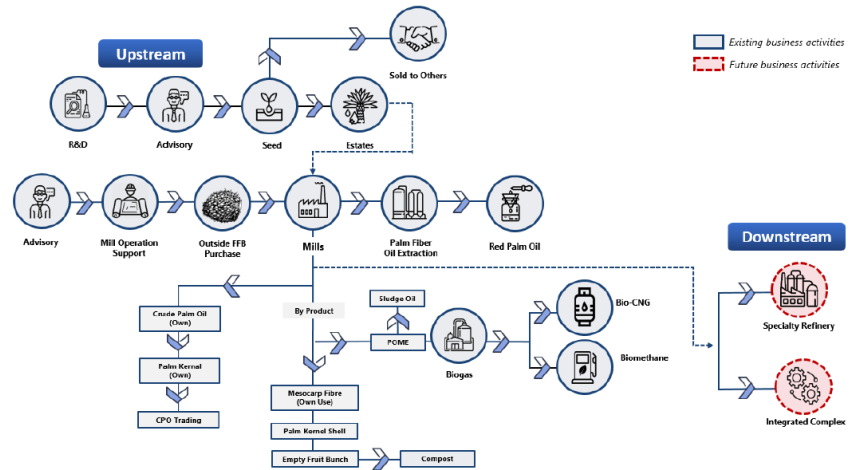 Upstream
Existing business activities
Future business activities
Sold to Others
R&D
Advisory
Seed
Estates
Advisory
Mill Operation
Support
Outside FFB
Purchase
Mills
Palm Fiber
Oil Extraction
Red Palm Oil
Downstream
Crude Palm Oil
(Own)
Palm Kernel
(Own)
CPO Trading
By Product
Sludge Oil
POME
Biogas
Bio-CNG
Biomethane
Mesocarp Fibre
(Own Use)
Palm Kernel Shell
Empty Fruit Bunch
Compost
Specialty Refinery
Integrated Complex